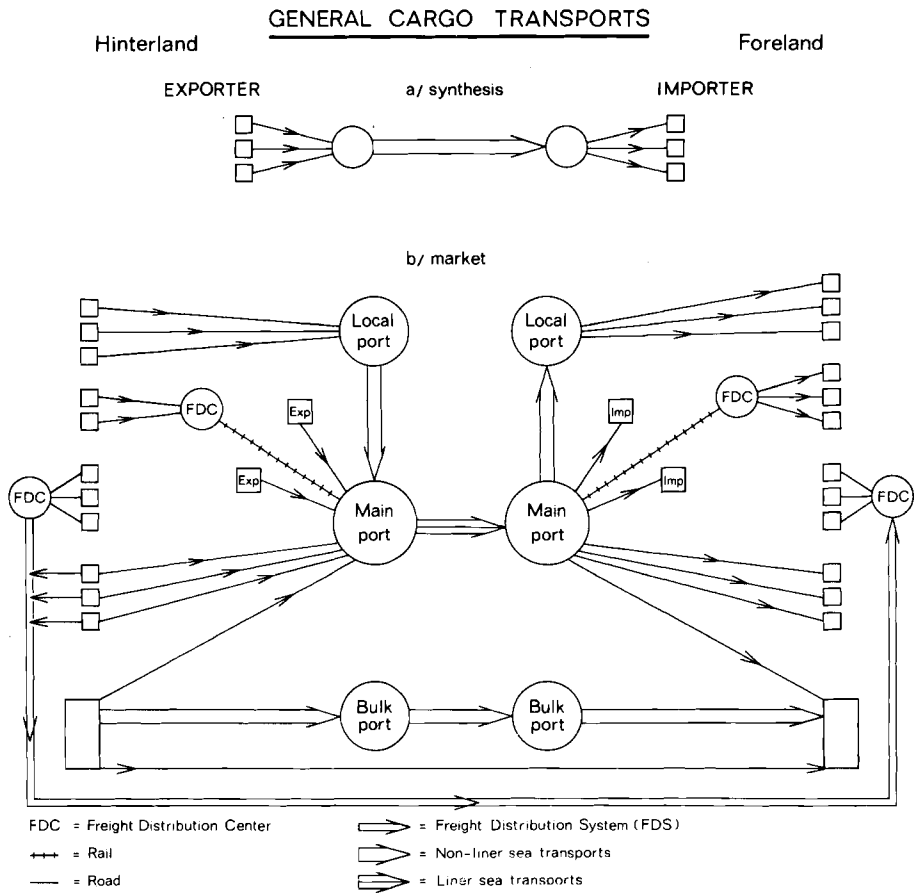 GENERAL CARGO TRANSPORTS
Hinterland
Foreland
EXPORTER
a/ synthesis
IMPORTER
b/ market
Local
port
Local
port
FDC
FDC
Exp
Imp
Exp
Imp
FDC
FDC
Main
port
Main
port
Bulk
port
Bulk
port
FDC = Freight Distribution Center
= Freight Distribution System (FDS)
= Rail
= Non-liner sea transports
= Road
= Liner sea transports